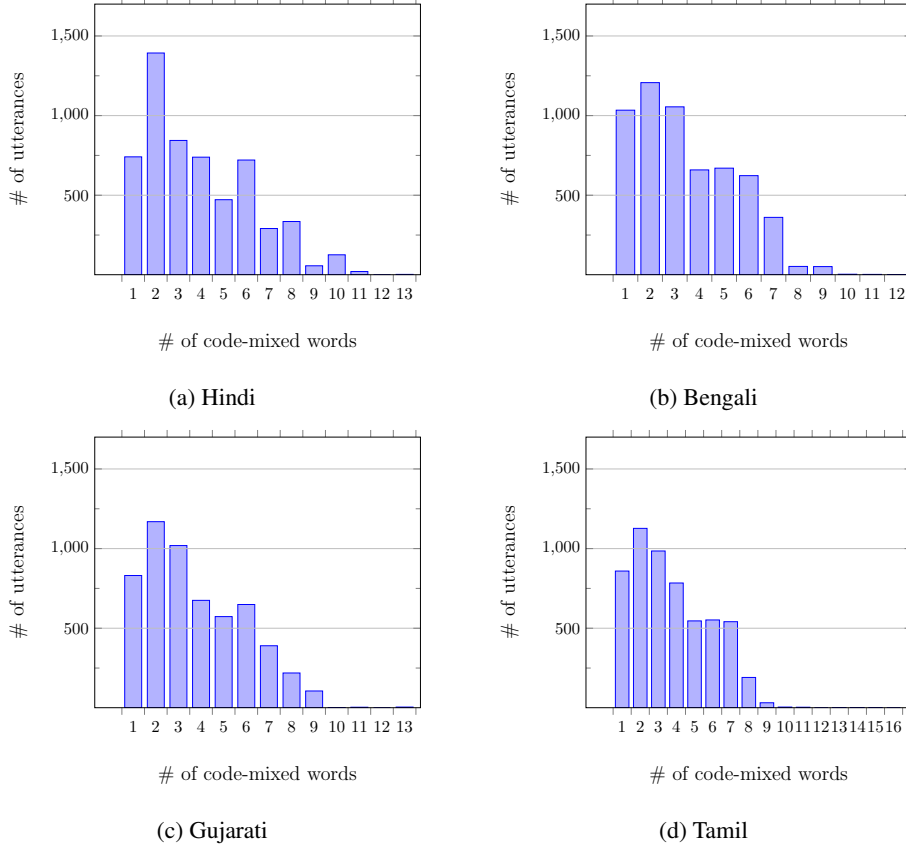 1,500
1,000
500
# of utterances
1 2 3 4 5 6 7 8 9 10 11 12 13
# of code-mixed words
(a) Hindi
1,500
1,000
500
# of utterances
1 2 3 4 5 6 7 8 9 10 11 12
# of code-mixed words
(b) Bengali
1,500
1,000
500
# of utterances
1 2 3 4 5 6 7 8 9 10 11 12 13
# of code-mixed words
(c) Gujarati
1,500
1,000
500
# of utterances
1 2 3 4 5 6 7 8 9 10 11 12 13 14 15 16
# of code-mixed words
(d) Tamil